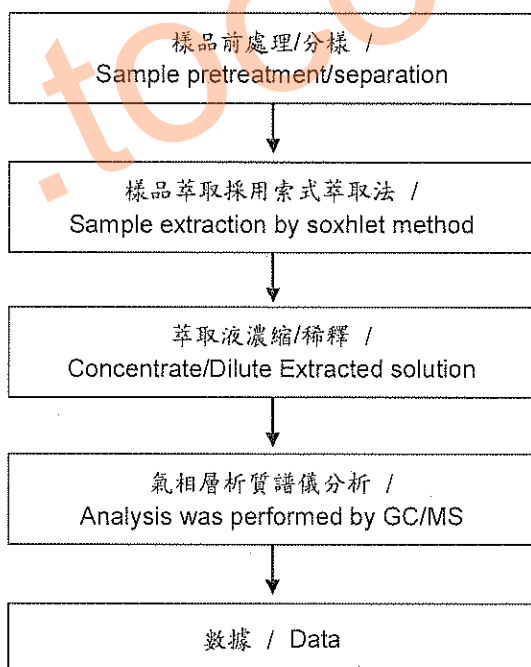 樣品前處理/分樣 /
Sample pretreatment/separation
樣品萃取採用索式萃取法 /
Sample extraction by soxhlet method
萃取液濃縮/稀釋 /
Concentrate/Dilute Extracted solution
氣相層析質譜儀分析 /
Analysis was performed by GC/MS
數據 / Data